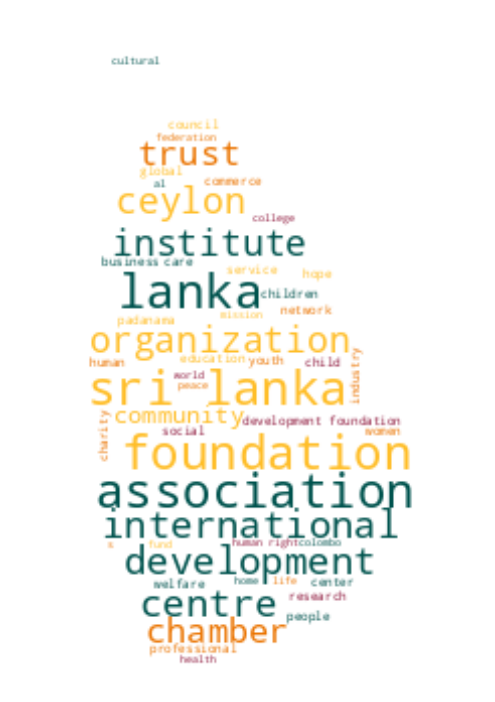 cultural
council
federation
trust
global
al commerce
ceylon
college
institute
business care
service hope
lanka children
network
mission
padanama
organization
human education youth child
industry
world
peace
sri lanka
charity
community development foundation
social women
foundation
association
international
human right colombo
fund
development
welfare home life center
centre research
people
chamber
professional
health